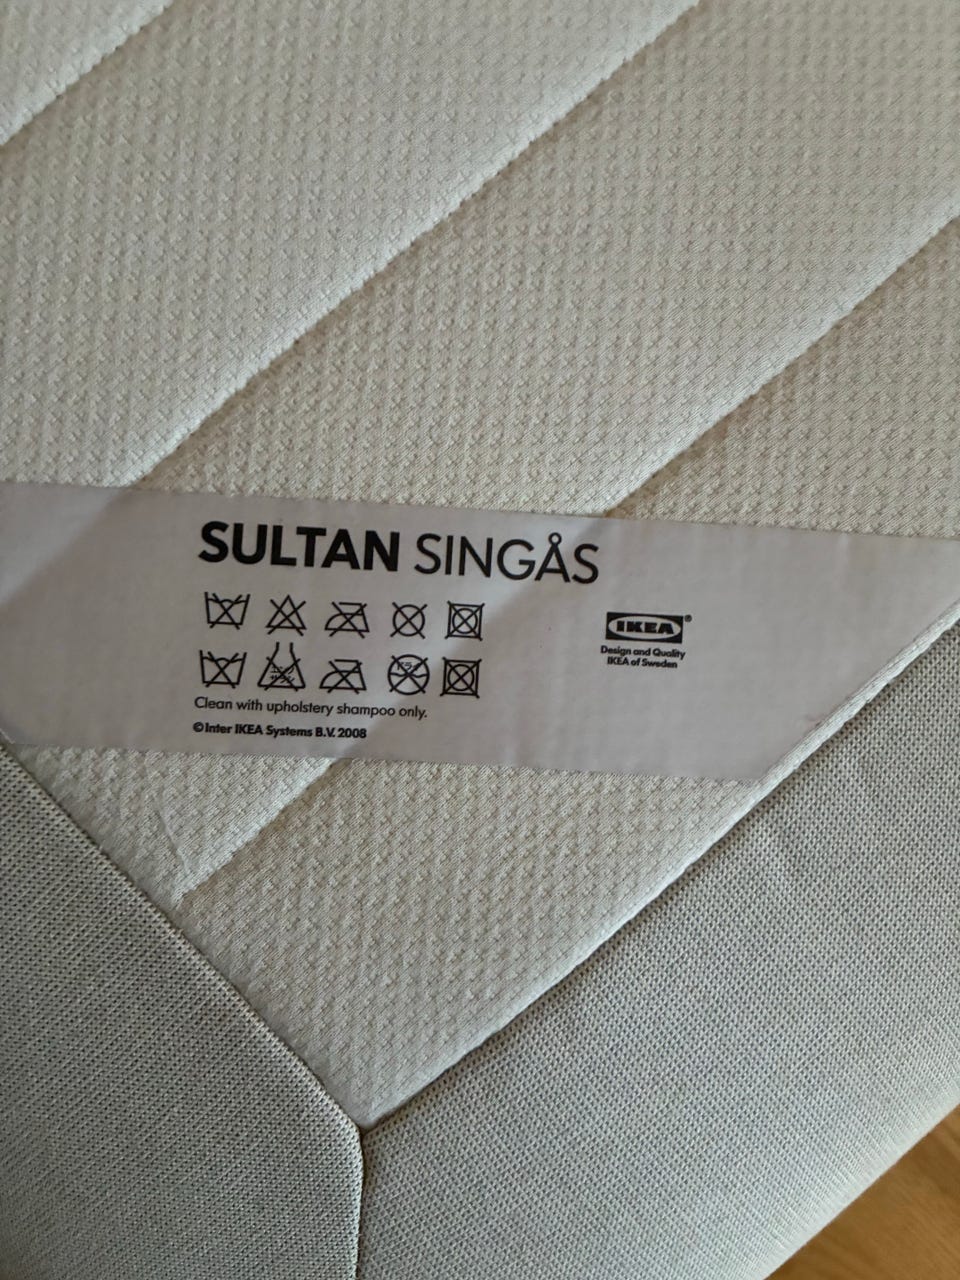 SULTAN SINGÅS
IKEA®
Design and Quality
IKEA of Sweden
Clean with upholstery shampoo only.
©Inter IKEA Systems B.V. 2008